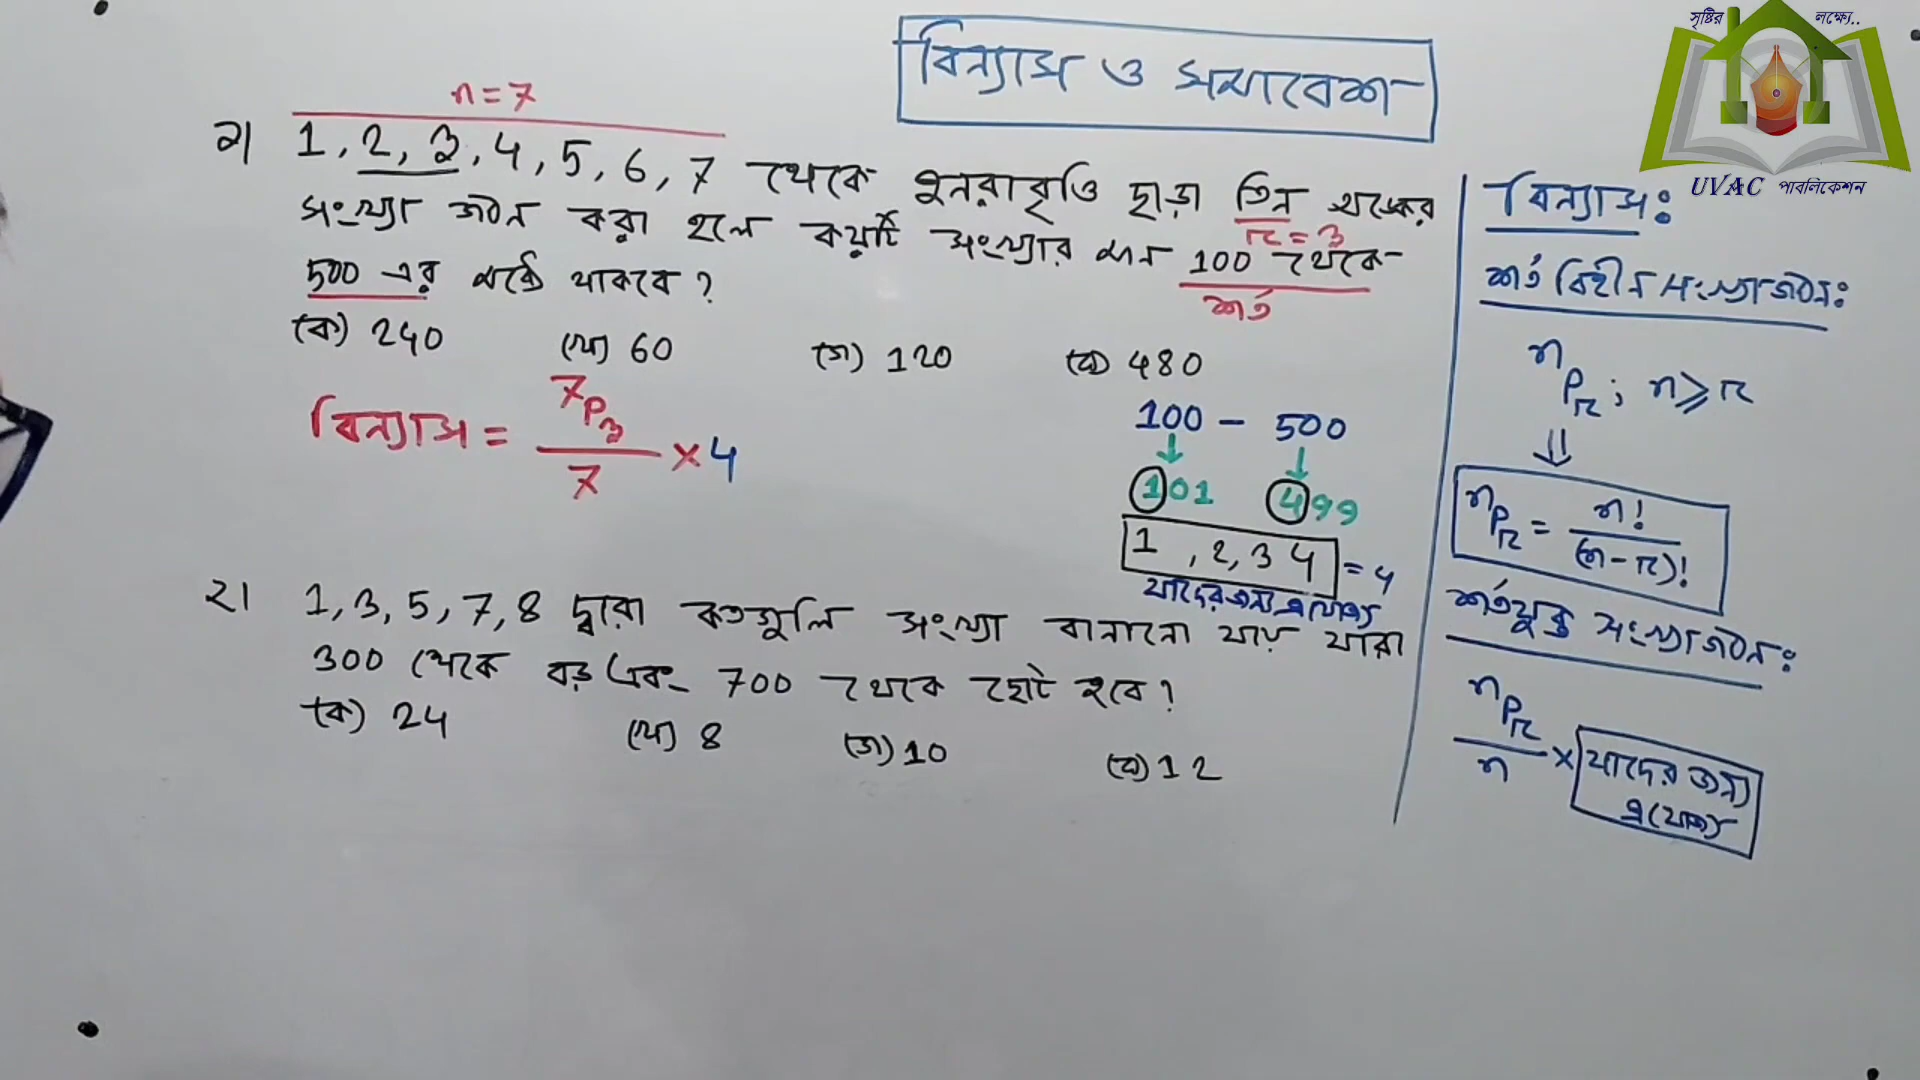 সৃষ্টির লক্ষ্যে..
UVAC পাবলিকেশন
বিন্যাস ও সমাবেশ
n = 7
১। 1, 2, 3, 4, 5, 6, 7 থেকে পুনরাবৃত্তি ছাড়া তিন অঙ্কের
r = 3
সংখ্যা গঠন করা হলে কয়টি সংখ্যার মান 100 থেকে
500 এর মধ্যে থাকবে ?
শর্ত
(ক) 240 (খ) 60 (গ) 120 (ঘ) 480
বিন্যাস = 7P3 / 7 × 4
100 – 500
101 499
1 , 2, 3 4 = 4
যাদের জন্য প্রযোজ্য
২। 1, 3, 5, 7, 8 দ্বারা কতগুলি সংখ্যা বানানো যায় যারা
300 থেকে বড় এবং 700 থেকে ছোট হবে ?
(ক) 24 (খ) 8 (গ) 10 (ঘ) 12
বিন্যাস:
শর্ত বিহীন সংখ্যা গঠন:
nPr ; n ⩾ r
⇓
nPr = n! / (n – r)!
শর্তযুক্ত সংখ্যা গঠন:
nPr / n × যাদের জন্য
প্রযোজ্য